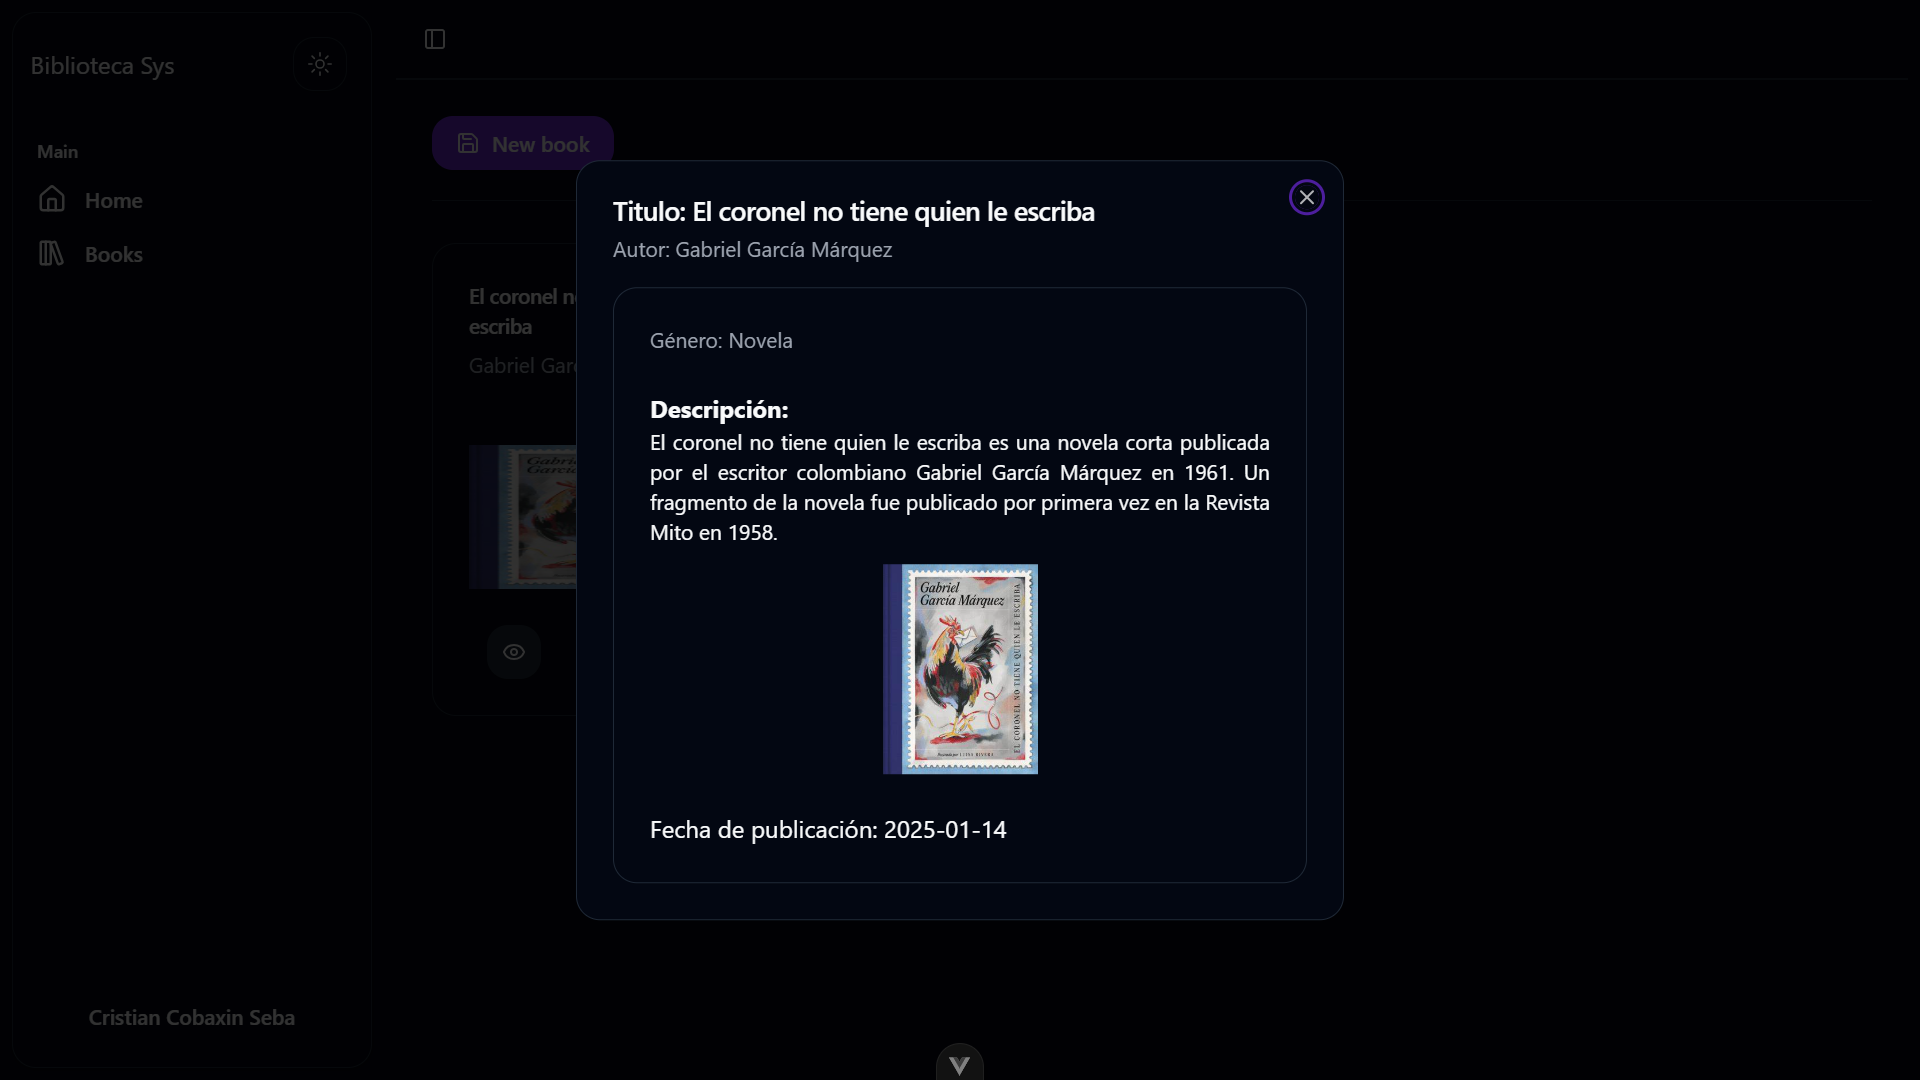 Biblioteca Sys
Main
Home
Books
Cristian Cobaxin Seba
New book
El coronel n
escriba
Gabriel Gar
Gabri
García
Titulo: El coronel no tiene quien le escriba
Autor: Gabriel García Márquez
Género: Novela
Descripción:
El coronel no tiene quien le escriba es una novela corta publicada
por el escritor colombiano Gabriel García Márquez en 1961. Un
fragmento de la novela fue publicado por primera vez en la Revista
Mito en 1958.
Gabriel
García Márquez
EL CORONEL NO TIENE QUIEN LE ESCRIBA
LUISA RIVERA
Fecha de publicación: 2025-01-14